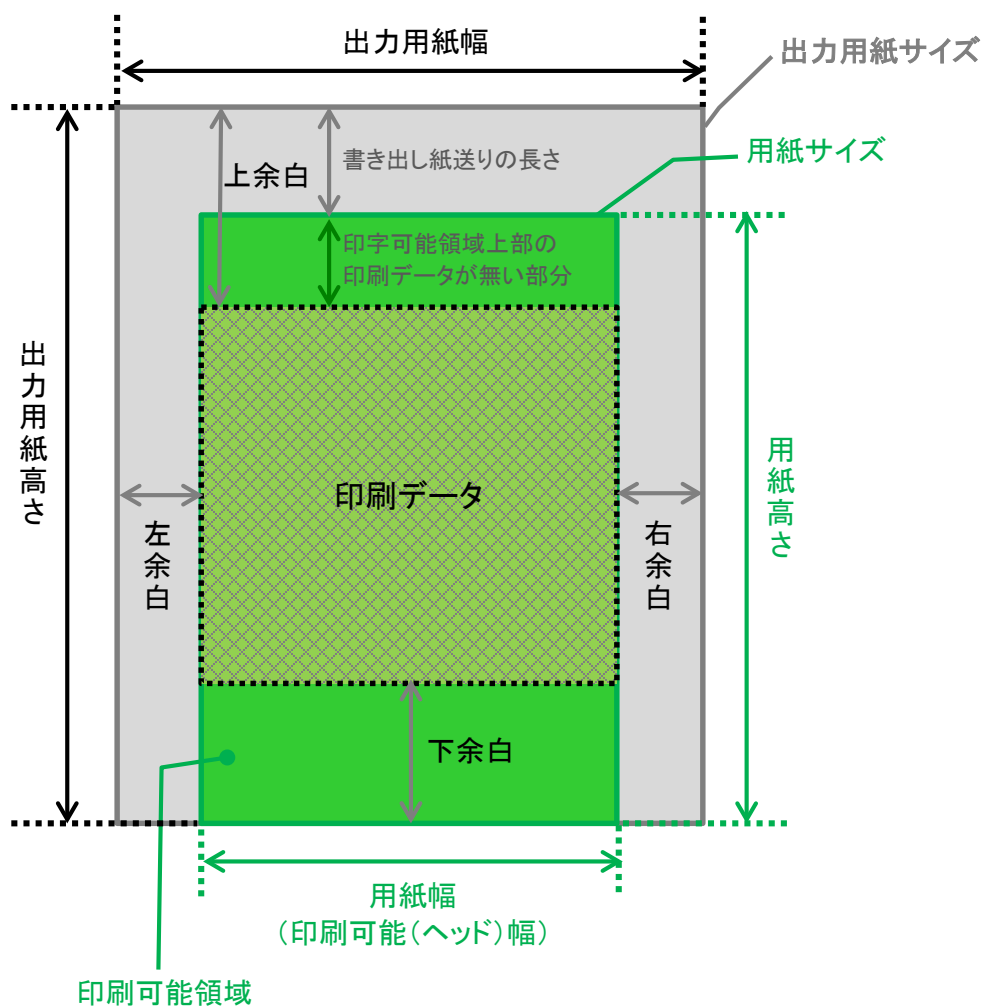 出力用紙幅
出力用紙サイズ
書き出し紙送りの長さ
上余白
用紙サイズ
印字可能領域上部の
印刷データが無い部分
出力用紙高さ
印刷データ
用紙高さ
左余白
右余白
下余白
用紙幅
（印刷可能（ヘッド）幅）
印刷可能領域